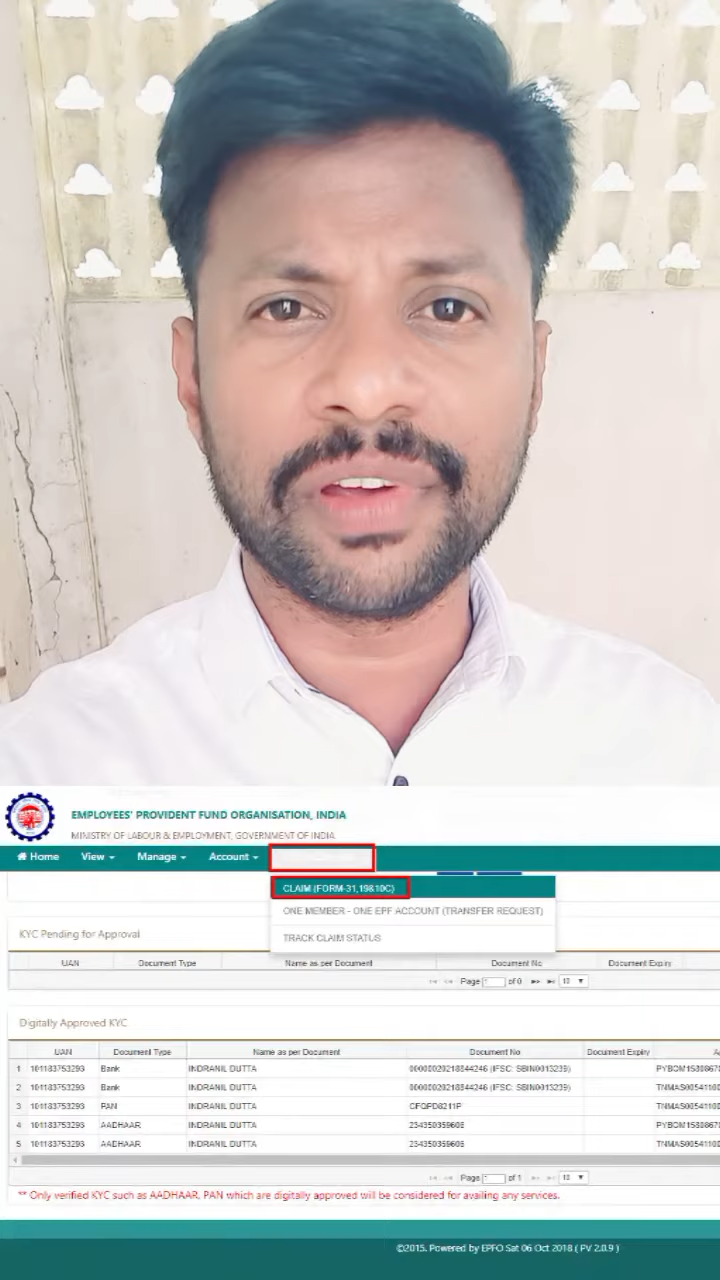 EMPLOYEES' PROVIDENT FUND ORGANISATION, INDIA
MINISTRY OF LABOUR & EMPLOYMENT, GOVERNMENT OF INDIA
Home View Manage Account
CLAIM (FORM-31,19&10C)
ONE MEMBER - ONE EPF ACCOUNT (TRANSFER REQUEST)
TRACK CLAIM STATUS
KYC Pending for Approval
UAN Document Type Name as per Document Document No Document Expiry
Page of 0 10
Digitally Approved KYC
UAN Document Type Name as per Document Document No Document Expiry
1 101183753293 Bank INDRANIL DUTTA
2 101183753293 Bank INDRANIL DUTTA
3 101183753293 PAN INDRANIL DUTTA
4 101183753293 AADHAAR INDRANIL DUTTA
5 101183753293 AADHAAR INDRANIL DUTTA
Page of 1 10
** Only verified KYC such as AADHAAR, PAN which are digitally approved will be considered for availing any services.
©2015. Powered by EPFO Sat 06 Oct 2018 ( PV 2.0.9 )